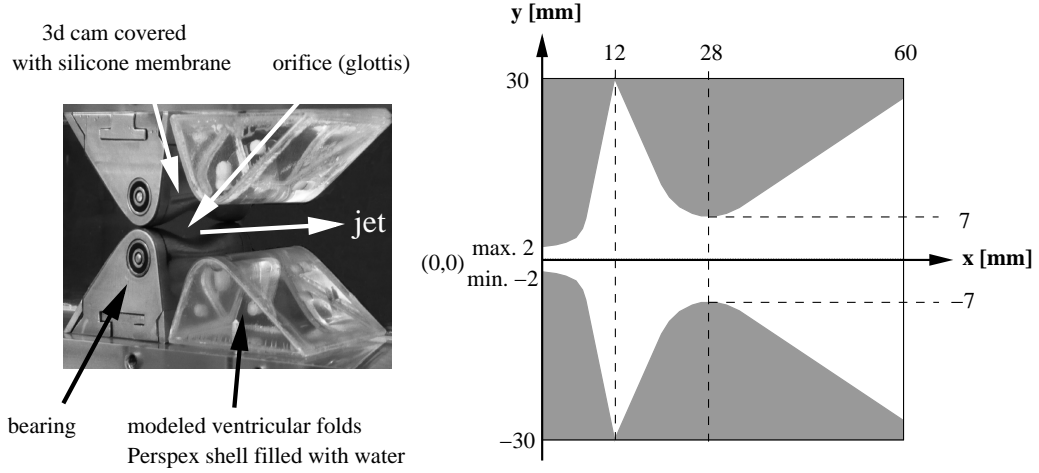 3d cam covered
with silicone membrane
orifice (glottis)
jet
bearing
modeled ventricular folds
Perspex shell filled with water
y [mm]
12
28
60
30
7
max. 2
(0,0)
x [mm]
min. −2
−7
−30